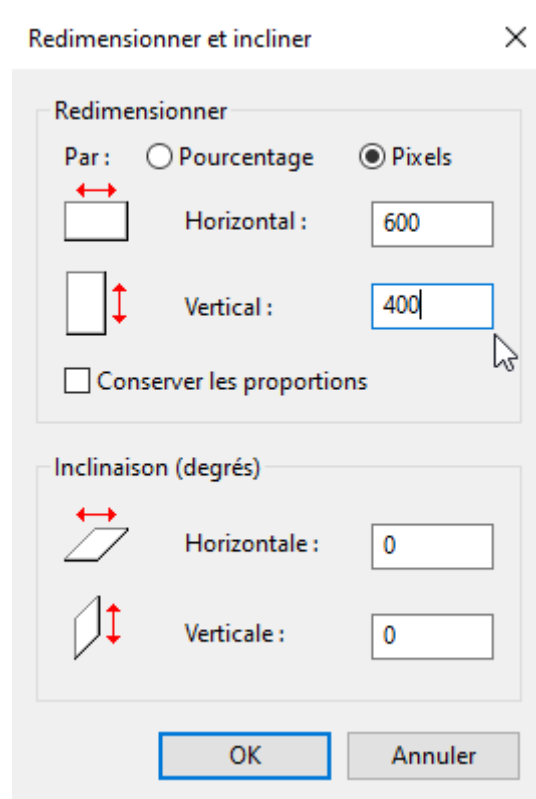 Redimensionner et incliner
Redimensionner
Par : Pourcentage Pixels
Horizontal : 600
Vertical : 400
Conserver les proportions
Inclinaison (degrés)
Horizontale : 0
Verticale : 0
OK Annuler